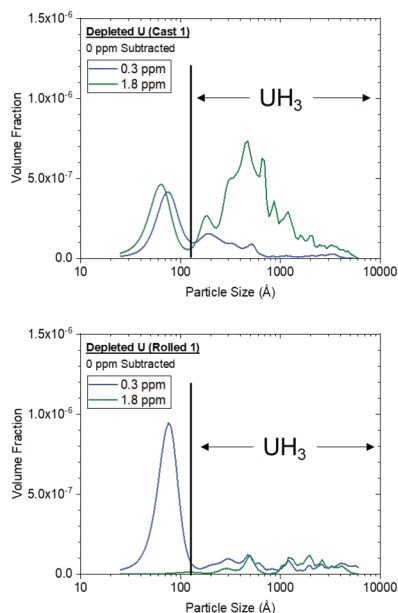 1.5x10⁻⁶
Depleted U (Cast 1)
0 ppm Subtracted
0.3 ppm
1.8 ppm
1.0x10⁻⁶
UH₃
Volume Fraction
5.0x10⁻⁷
0.0
10 100 1000 10000
Particle Size (Å)
1.5x10⁻⁶
Depleted U (Rolled 1)
0 ppm Subtracted
0.3 ppm
1.8 ppm
1.0x10⁻⁶
UH₃
Volume Fraction
5.0x10⁻⁷
0.0
10 100 1000 10000
Particle Size (Å)